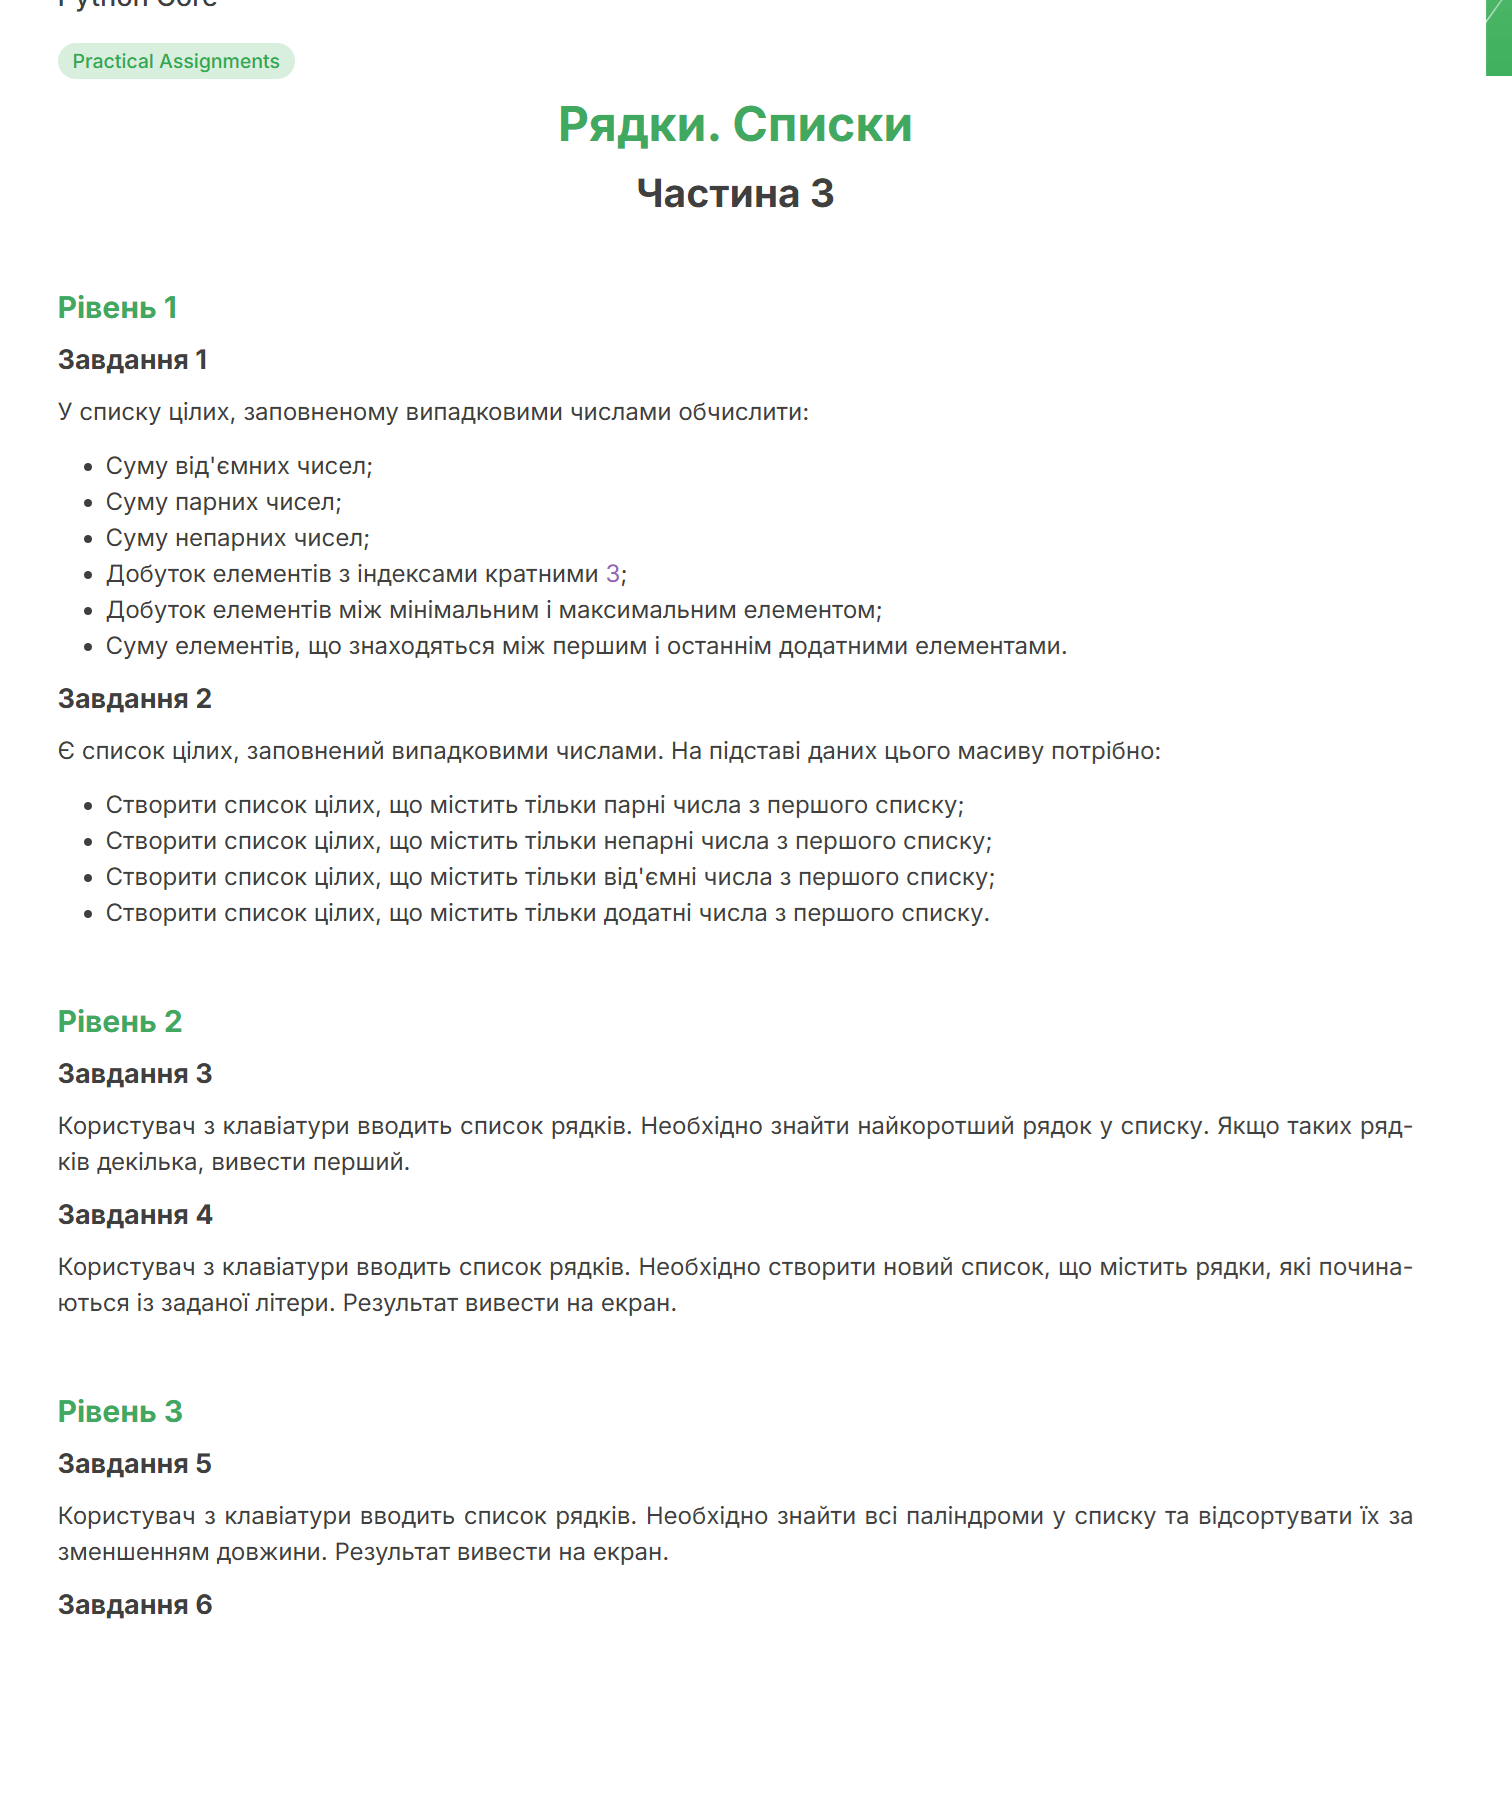 Python Core
Practical Assignments
Рядки. Списки
Частина 3
Рівень 1
Завдання 1
У списку цілих, заповненому випадковими числами обчислити:
• Суму від'ємних чисел;
• Суму парних чисел;
• Суму непарних чисел;
• Добуток елементів з індексами кратними 3;
• Добуток елементів між мінімальним і максимальним елементом;
• Суму елементів, що знаходяться між першим і останнім додатними елементами.
Завдання 2
Є список цілих, заповнений випадковими числами. На підставі даних цього масиву потрібно:
• Створити список цілих, що містить тільки парні числа з першого списку;
• Створити список цілих, що містить тільки непарні числа з першого списку;
• Створити список цілих, що містить тільки від'ємні числа з першого списку;
• Створити список цілих, що містить тільки додатні числа з першого списку.
Рівень 2
Завдання 3
Користувач з клавіатури вводить список рядків. Необхідно знайти найкоротший рядок у списку. Якщо таких ряд-
ків декілька, вивести перший.
Завдання 4
Користувач з клавіатури вводить список рядків. Необхідно створити новий список, що містить рядки, які почина-
ються із заданої літери. Результат вивести на екран.
Рівень 3
Завдання 5
Користувач з клавіатури вводить список рядків. Необхідно знайти всі паліндроми у списку та відсортувати їх за
зменшенням довжини. Результат вивести на екран.
Завдання 6